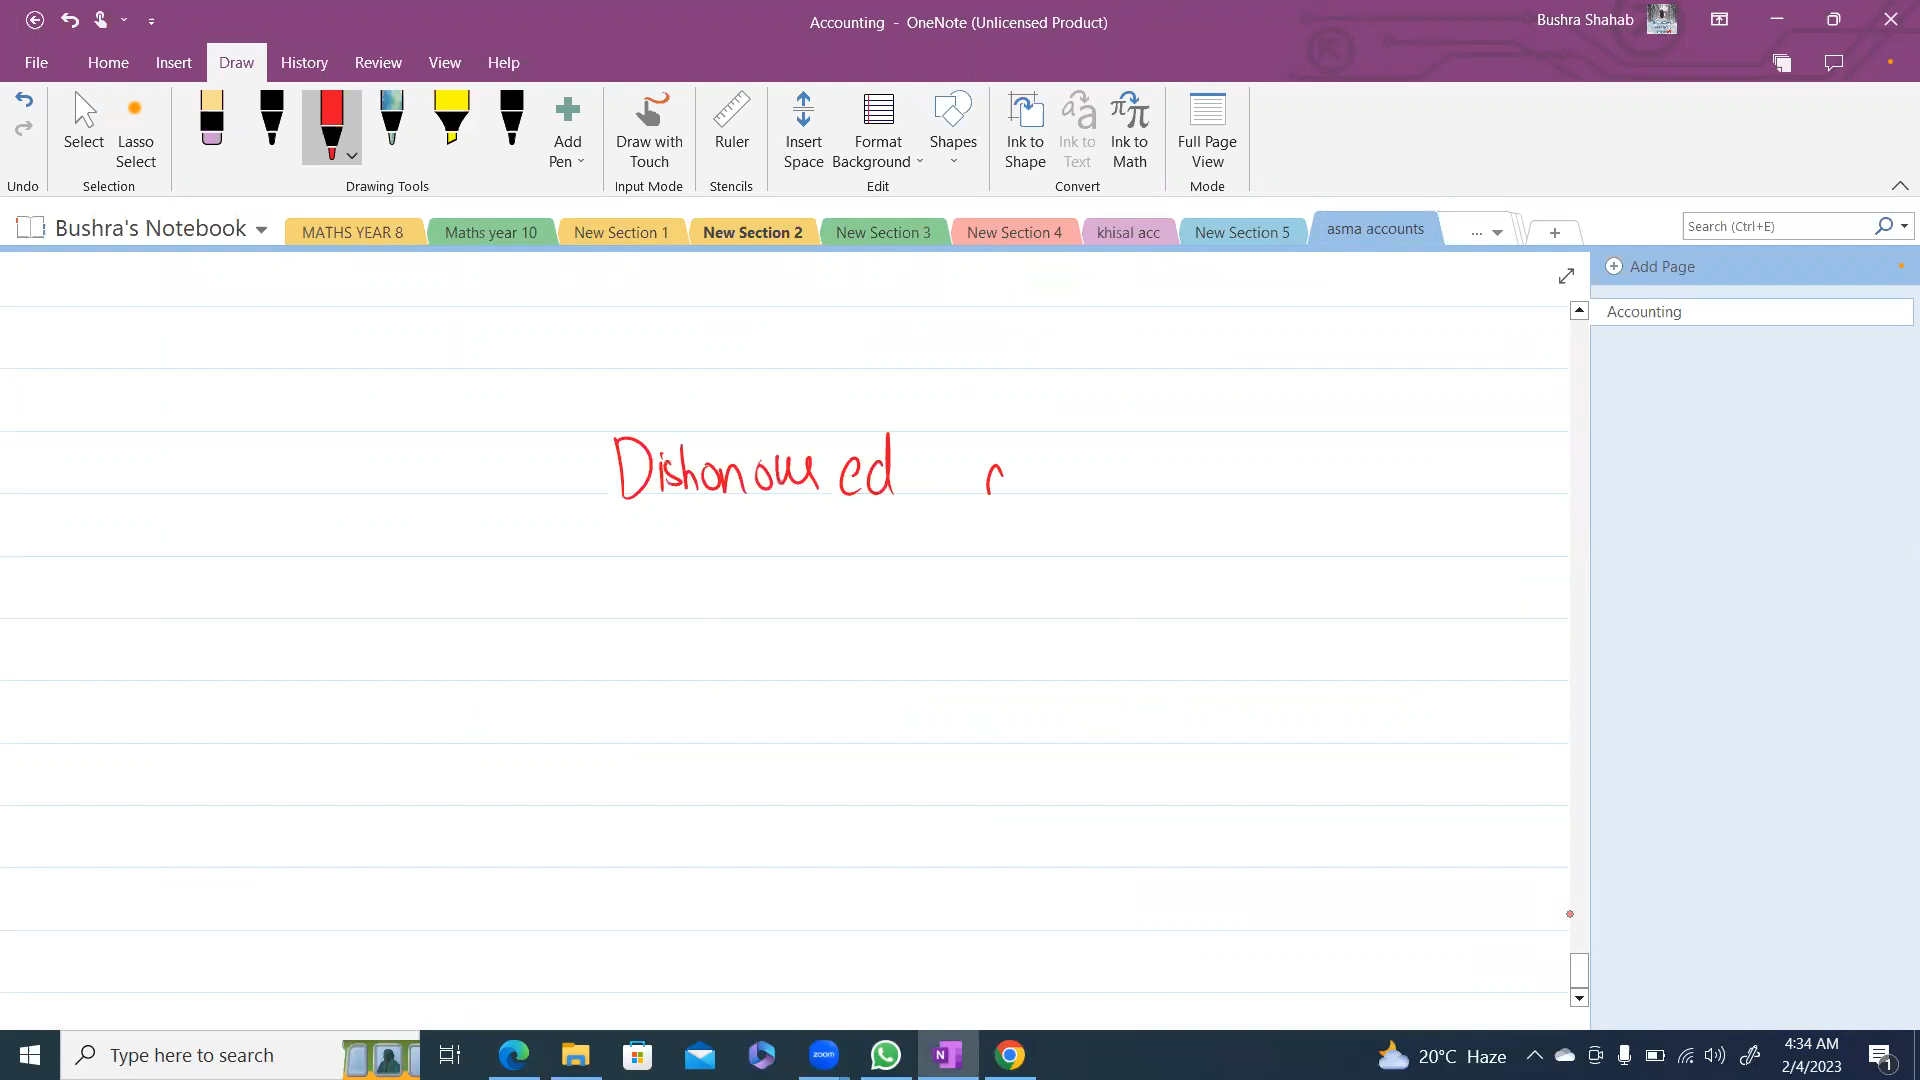 Accounting - OneNote (Unlicensed Product)
Bushra Shahab
File Home Insert Draw History Review View Help
Select
Lasso Select
Add Pen
Draw with Touch
Ruler
Insert Space
Format Background
Shapes
Ink to Shape
Ink to Text
Ink to Math
Full Page View
Undo Selection Drawing Tools Input Mode Stencils Edit Convert Mode
Bushra's Notebook MATHS YEAR 8 Maths year 10 New Section 1 New Section 2 New Section 3 New Section 4 khisal acc New Section 5 asma accounts ... + Search (Ctrl+E)
Add Page
Accounting
Dishonoured
Type here to search
zoom
N
20°C Haze
4:34 AM
2/4/2023
1